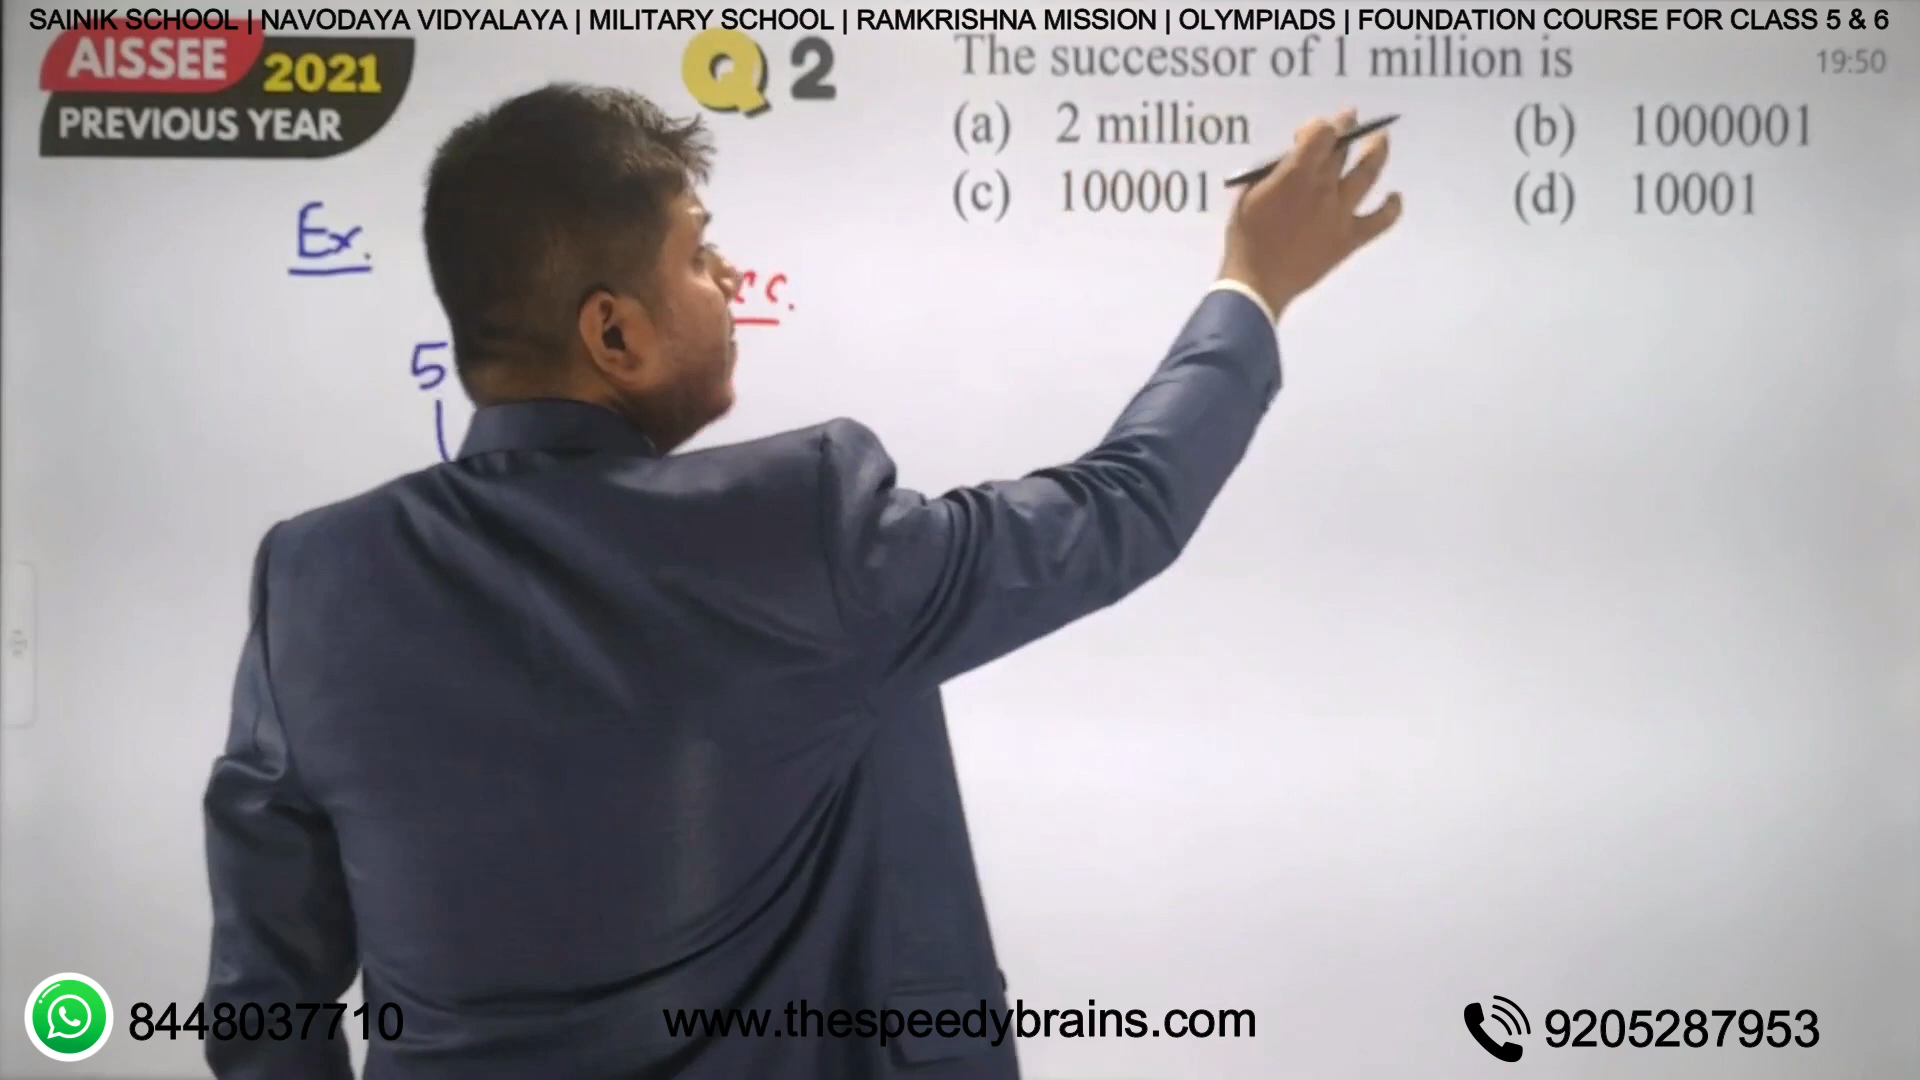 SAINIK SCHOOL | NAVODAYA VIDYALAYA | MILITARY SCHOOL | RAMKRISHNA MISSION | OLYMPIADS | FOUNDATION COURSE FOR CLASS 5 & 6
AISSEE 2021
PREVIOUS YEAR
Q 2
The successor of 1 million is
19:50
(a) 2 million
(b) 1000001
(c) 100001
(d) 10001
Ex.
5
8448037710
www.thespeedybrains.com
9205287953